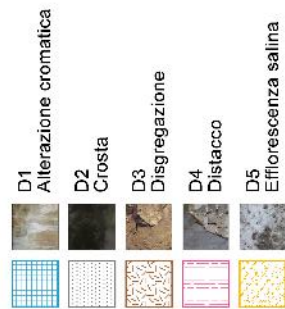 D1
Alterazione cromatica
D2
Crosta
D3
Disgregazione
D4
Distacco
D5
Efflorescenza salina